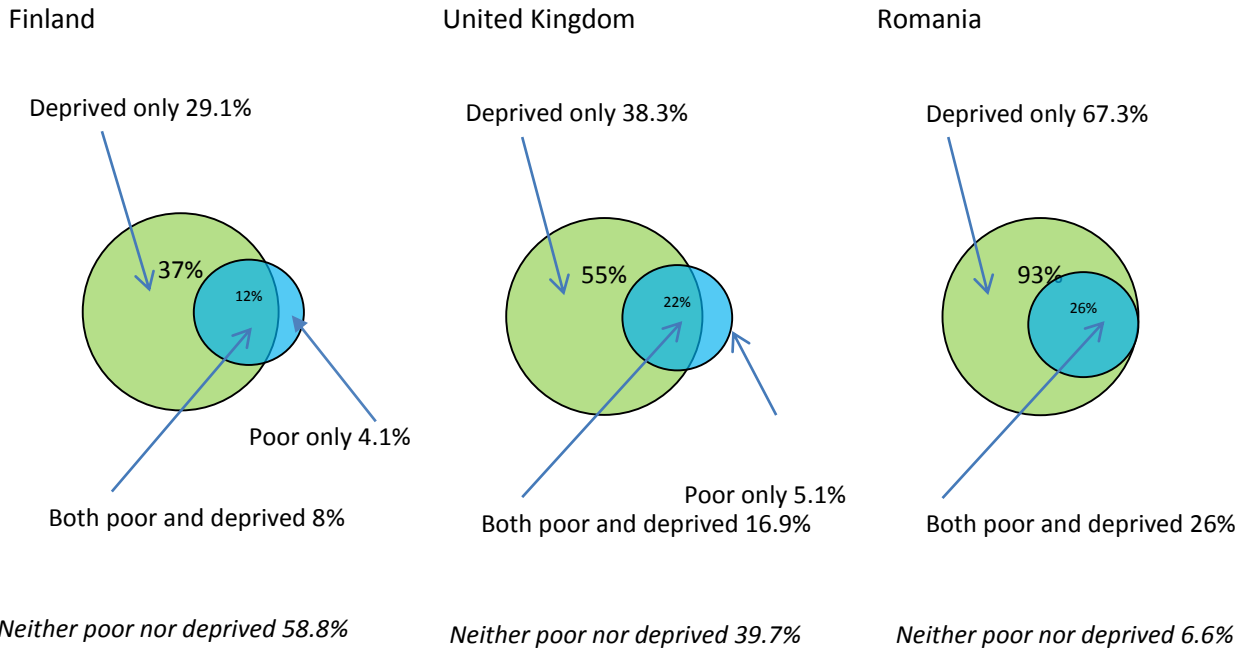 Finland
Deprived only 29.1%
37%
12%
Poor only 4.1%
Both poor and deprived 8%
Neither poor nor deprived 58.8%
United Kingdom
Deprived only 38.3%
55%
22%
Poor only 5.1%
Both poor and deprived 16.9%
Neither poor nor deprived 39.7%
Romania
Deprived only 67.3%
93%
26%
Both poor and deprived 26%
Neither poor nor deprived 6.6%